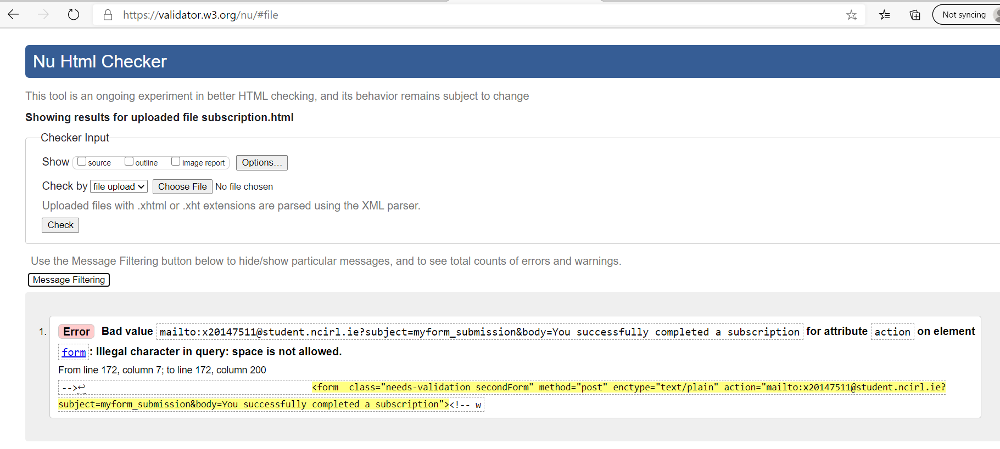 https://validator.w3.org/nu/#file
Not syncing
Nu Html Checker
This tool is an ongoing experiment in better HTML checking, and its behavior remains subject to change
Showing results for uploaded file subscription.html
Checker Input
Show source outline image report Options...
Check by file upload Choose File No file chosen
Uploaded files with .xhtml or .xht extensions are parsed using the XML parser.
Check
Use the Message Filtering button below to hide/show particular messages, and to see total counts of errors and warnings.
Message Filtering
1. Error Bad value mailto:x20147511@student.ncirl.ie?subject=myform_submission&body=You successfully completed a subscription for attribute action on element
form: Illegal character in query: space is not allowed.
From line 172, column 7; to line 172, column 200
-->↩ <form  class="needs-validation secondForm" method="post" enctype="text/plain" action="mailto:x20147511@student.ncirl.ie?
subject=myform_submission&body=You successfully completed a subscription"><!-- w